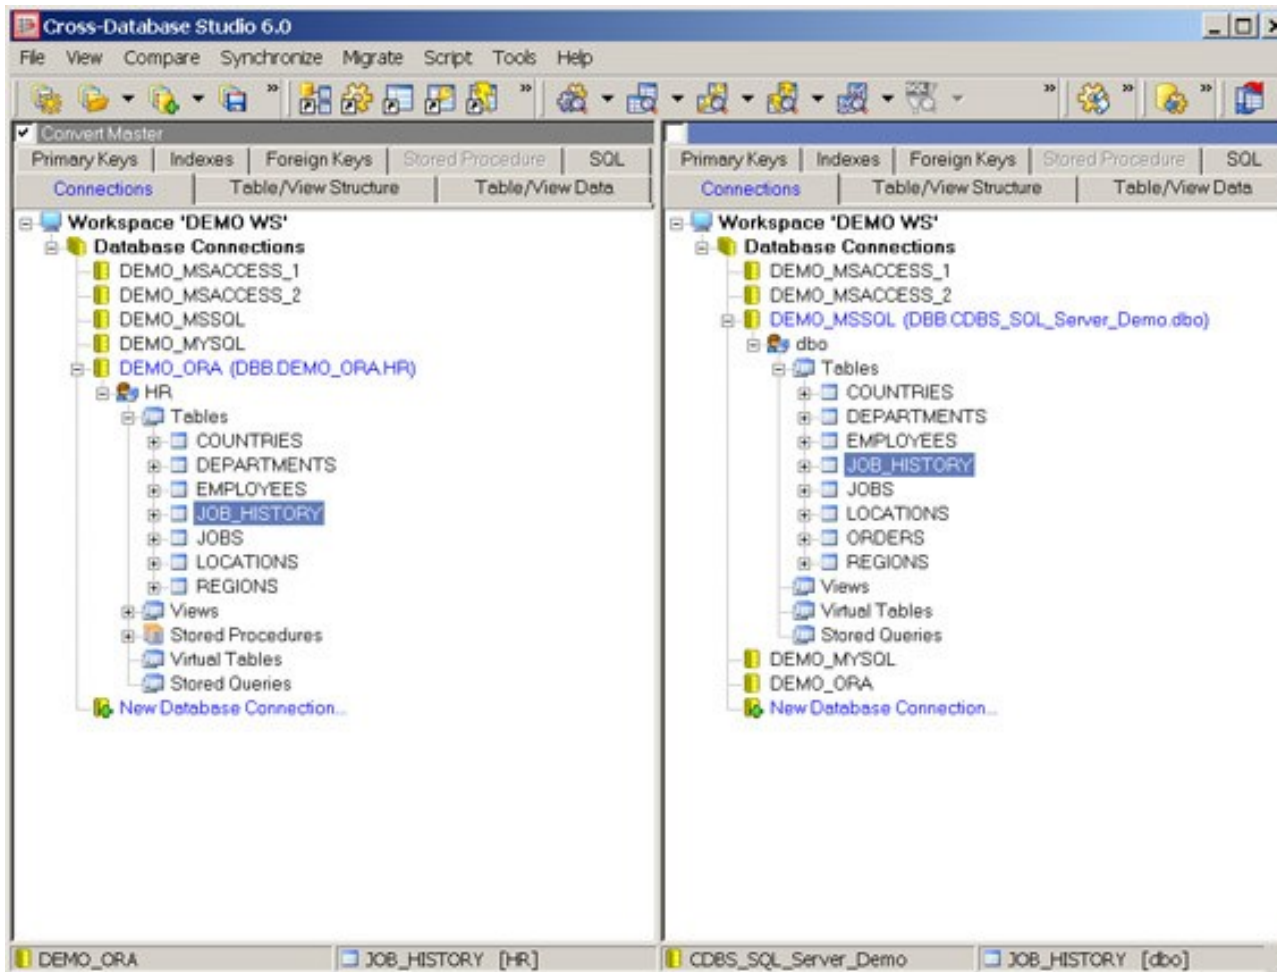 Cross-Database Studio 6.0
File View Compare Synchronize Migrate Script Tools Help
Convert Master
Primary Keys Indexes Foreign Keys Stored Procedure SQL
Connections Table/View Structure Table/View Data
Workspace 'DEMO WS'
Database Connections
DEMO_MSACCESS_1
DEMO_MSACCESS_2
DEMO_MSSQL
DEMO_MYSQL
DEMO_ORA (DBB.DEMO_ORA.HR)
HR
Tables
COUNTRIES
DEPARTMENTS
EMPLOYEES
JOB_HISTORY
JOBS
LOCATIONS
REGIONS
Views
Stored Procedures
Virtual Tables
Stored Queries
New Database Connection...
Primary Keys Indexes Foreign Keys Stored Procedure SQL
Connections Table/View Structure Table/View Data
Workspace 'DEMO WS'
Database Connections
DEMO_MSACCESS_1
DEMO_MSACCESS_2
DEMO_MSSQL (DBB.CDBS_SQL_Server_Demo.dbo)
dbo
Tables
COUNTRIES
DEPARTMENTS
EMPLOYEES
JOB_HISTORY
JOBS
LOCATIONS
ORDERS
REGIONS
Views
Virtual Tables
Stored Queries
DEMO_MYSQL
DEMO_ORA
New Database Connection...
DEMO_ORA JOB_HISTORY [HR] CDBS_SQL_Server_Demo JOB_HISTORY [dbo]